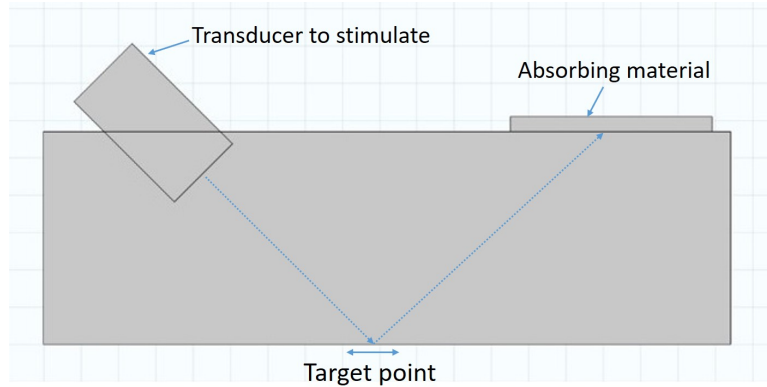 Transducer to stimulate
Absorbing material
Target point